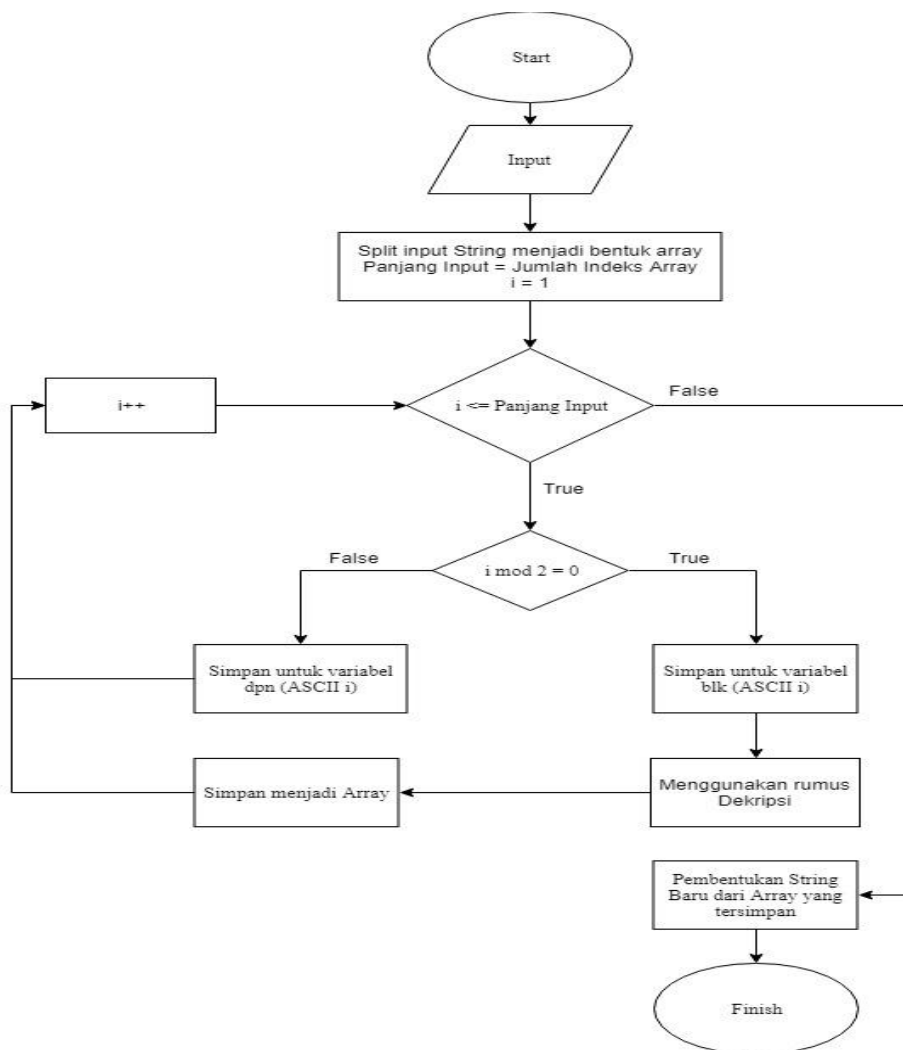 Start
Input
Split input String menjadi bentuk array
Panjang Input = Jumlah Indeks Array
i = 1
i++
i <= Panjang Input
False
True
False
i mod 2 = 0
True
Simpan untuk variabel
dpn (ASCII i)
Simpan untuk variabel
blk (ASCII i)
Simpan menjadi Array
Menggunakan rumus
Dekripsi
Pembentukan String
Baru dari Array yang
tersimpan
Finish